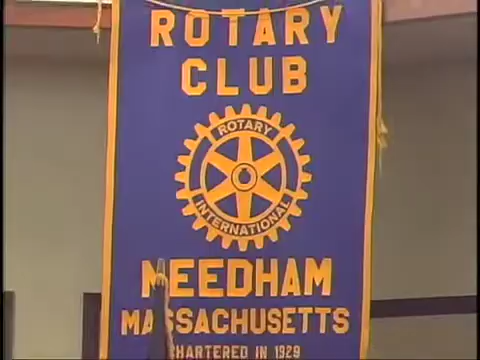 ROTARY
CLUB
ROTARY
INTERNATIONAL
NEEDHAM
MASSACHUSETTS
CHARTERED IN 1929